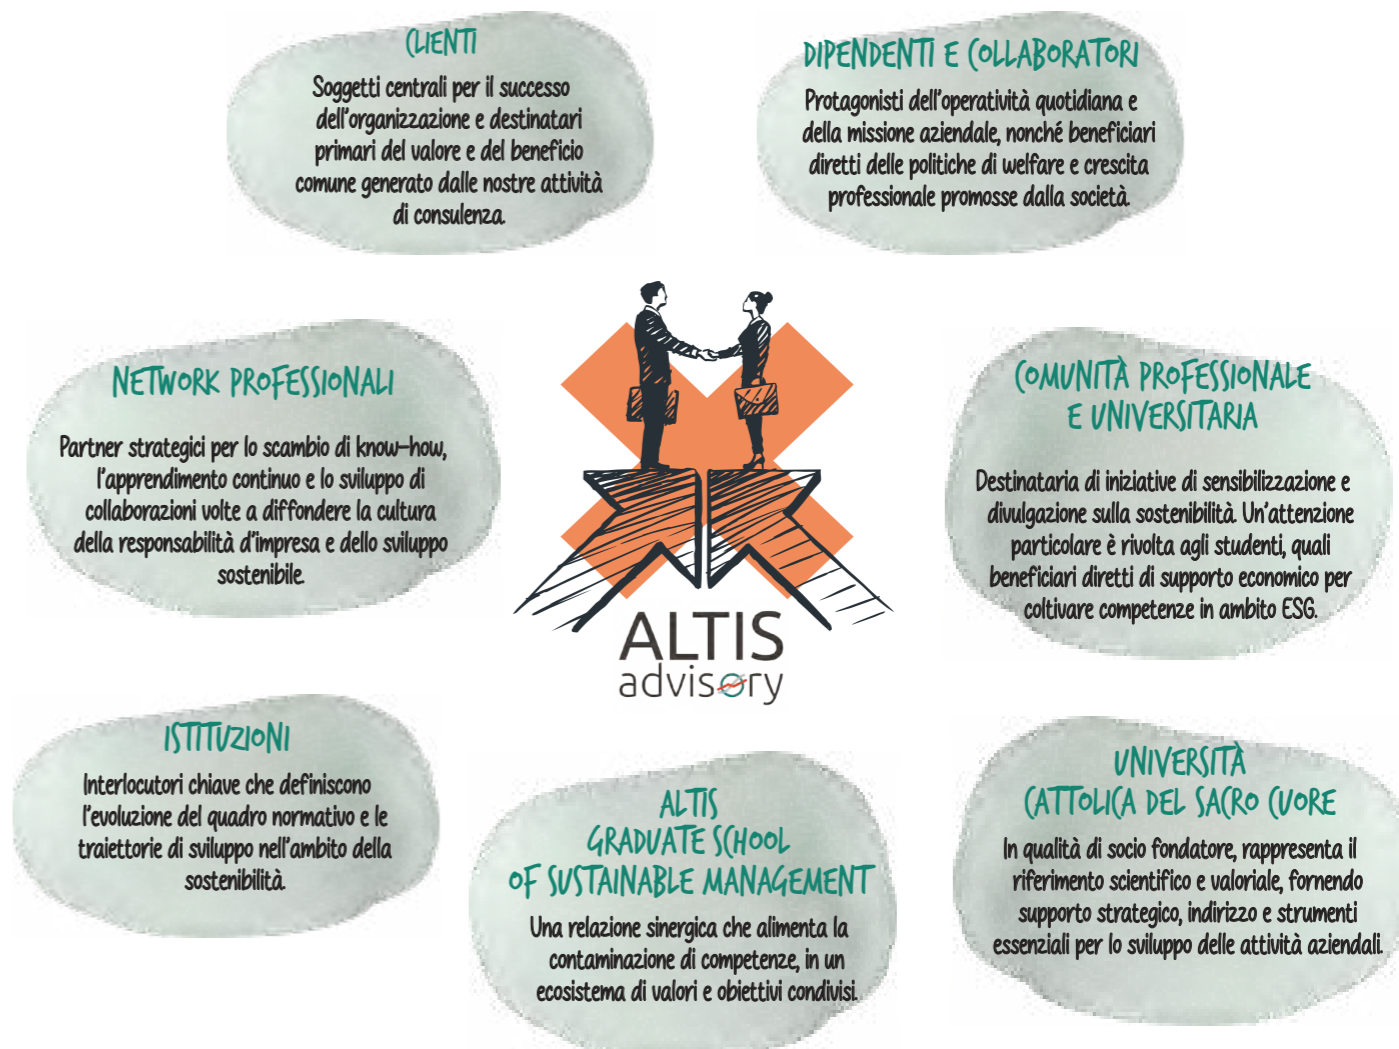 CLIENTI
Soggetti centrali per il successo
dell'organizzazione e destinatari
primari del valore e del beneficio
comune generato dalle nostre attività
di consulenza.
DIPENDENTI E COLLABORATORI
Protagonisti dell'operatività quotidiana e
della missione aziendale, nonché beneficiari
diretti delle politiche di welfare e crescita
professionale promosse dalla società.
NETWORK PROFESSIONALI
Partner strategici per lo scambio di know-how,
l'apprendimento continuo e lo sviluppo di
collaborazioni volte a diffondere la cultura
della responsabilità d'impresa e dello sviluppo
sostenibile.
COMUNITÀ PROFESSIONALE
E UNIVERSITARIA
Destinataria di iniziative di sensibilizzazione e
divulgazione sulla sostenibilità. Un'attenzione
particolare è rivolta agli studenti, quali
beneficiari diretti di supporto economico per
coltivare competenze in ambito ESG.
ALTIS
advisory
ISTITUZIONI
Interlocutori chiave che definiscono
l'evoluzione del quadro normativo e le
traiettorie di sviluppo nell'ambito della
sostenibilità.
ALTIS
GRADUATE SCHOOL
OF SUSTAINABLE MANAGEMENT
Una relazione sinergica che alimenta la
contaminazione di competenze, in un
ecosistema di valori e obiettivi condivisi.
UNIVERSITÀ
CATTOLICA DEL SACRO CUORE
In qualità di socio fondatore, rappresenta il
riferimento scientifico e valoriale, fornendo
supporto strategico, indirizzo e strumenti
essenziali per lo sviluppo delle attività aziendali.